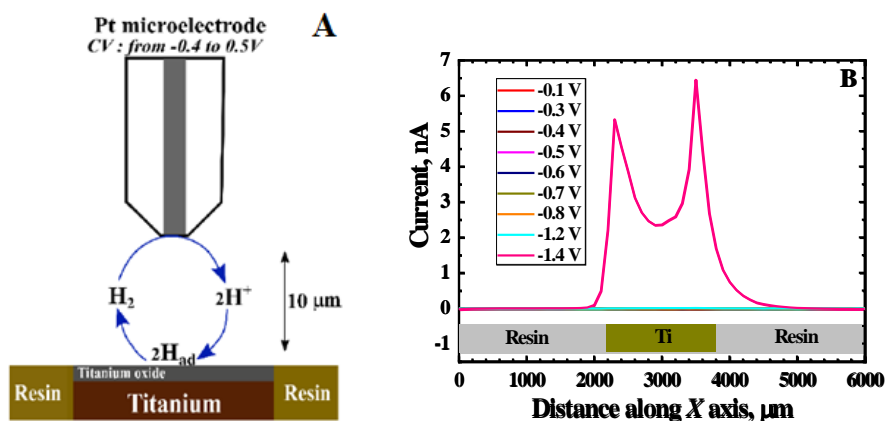 Pt microelectrode
CV : from -0.4 to 0.5V
A
H2
2H+
10 µm
2Had
Titanium oxide
Resin
Resin
Titanium
B
7
6
5
4
3
2
1
0
-1
Current, nA
-0.1 V
-0.3 V
-0.4 V
-0.5 V
-0.6 V
-0.7 V
-0.8 V
-1.2 V
-1.4 V
Resin
Ti
Resin
0 1000 2000 3000 4000 5000 6000
Distance along X axis, µm